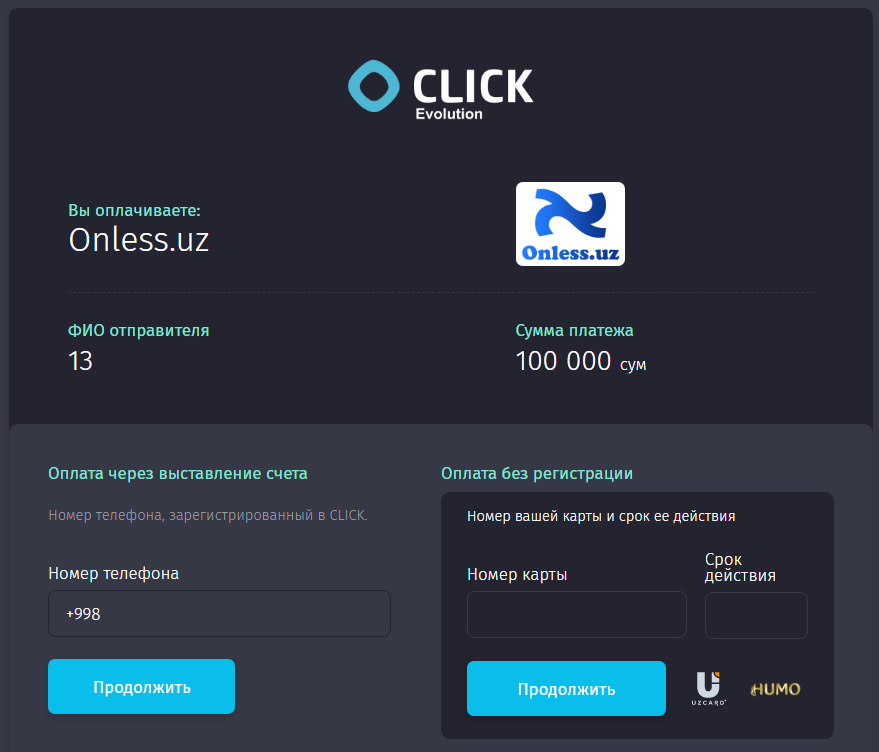 CLICK
Evolution
Вы оплачиваете:
Onless.uz
Onless.uz
ФИО отправителя
13
Сумма платежа
100 000 сум
Оплата через выставление счета
Номер телефона, зарегистрированный в CLICK.
Номер телефона
+998
Продолжить
Оплата без регистрации
Номер вашей карты и срок ее действия
Номер карты
Срок
действия
Продолжить
UZCARD
HUMO